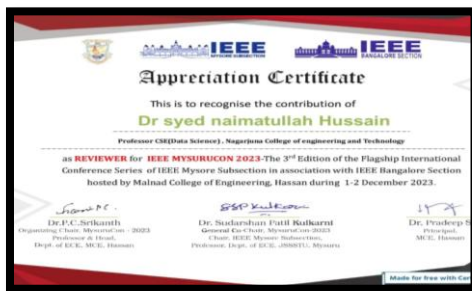 IEEE
MYSORE SUBSECTION
IEEE
BANGALORE SECTION
Appreciation Certificate
This is to recognise the contribution of
Dr syed naimatullah Hussain
Professor CSE(Data Science) , Nagarjuna College of engineering and Technology
as REVIEWER for IEEE MYSURUCON 2023-The 3rd Edition of the Flagship International
Conference Series of IEEE Mysore Subsection in association with IEEE Bangalore Section
hosted by Malnad College of Engineering, Hassan during 1-2 December 2023.
Dr.P.C.Srikanth
Organizing Chair, MysuruCon - 2023
Professor & Head,
Dept. of ECE, MCE, Hassan
Dr. Sudarshan Patil Kulkarni
General Co-Chair, MysuruCon-2023
Chair, IEEE Mysore Subsection,
Professor, Dept. of ECE, JSSSTU, Mysuru
Dr. Pradeep S
Principal,
MCE, Hassan
Made for free with Can